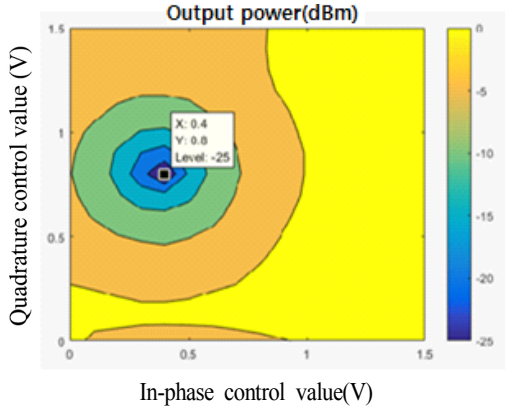 Output power(dBm)
Quadrature control value (V)
1.5
1
0.5
0
X: 0.4
Y: 0.8
Level: -25
0
0.5
1
1.5
0
-5
-10
-15
-20
-25
In-phase control value(V)